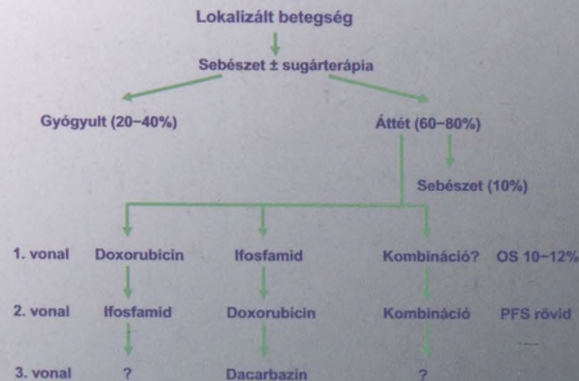 Lokalizált betegség
Sebészet ± sugárterápia
Gyógyult (20–40%) Áttét (60–80%)
Sebészet (10%)
1. vonal Doxorubicin Ifosfamid Kombináció? OS 10–12%
2. vonal Ifosfamid Doxorubicin Kombináció PFS rövid
3. vonal ? Dacarbazin ?